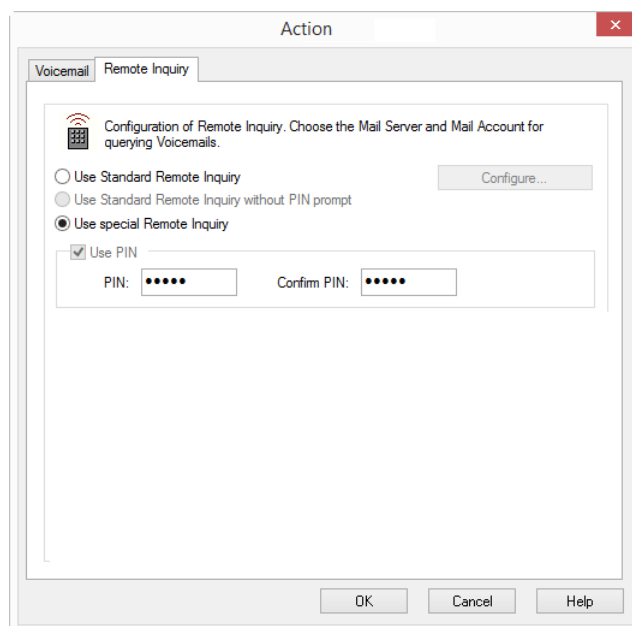 Action
Voicemail Remote Inquiry
Configuration of Remote Inquiry. Choose the Mail Server and Mail Account for
querying Voicemails.
Use Standard Remote Inquiry Configure...
Use Standard Remote Inquiry without PIN prompt
Use special Remote Inquiry
Use PIN
PIN: ••••• Confirm PIN: •••••
OK Cancel Help